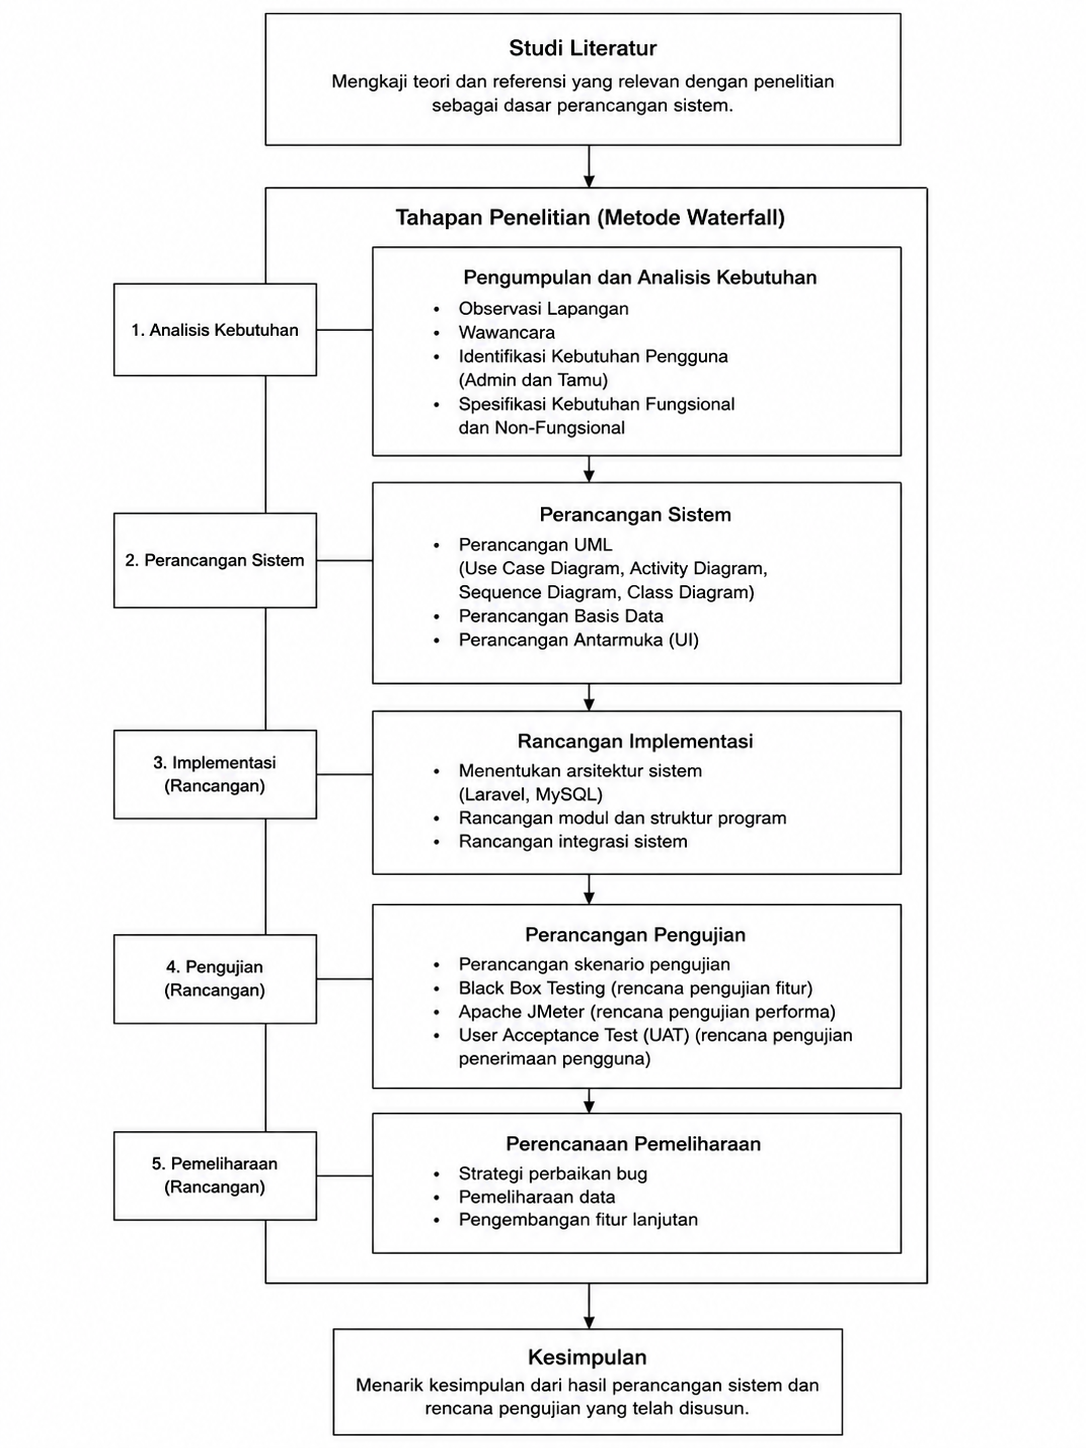 Studi Literatur
Mengkaji teori dan referensi yang relevan dengan penelitian
sebagai dasar perancangan sistem.
Tahapan Penelitian (Metode Waterfall)
1. Analisis Kebutuhan
Pengumpulan dan Analisis Kebutuhan
• Observasi Lapangan
• Wawancara
• Identifikasi Kebutuhan Pengguna
(Admin dan Tamu)
• Spesifikasi Kebutuhan Fungsional
dan Non-Fungsional
2. Perancangan Sistem
Perancangan Sistem
• Perancangan UML
(Use Case Diagram, Activity Diagram,
Sequence Diagram, Class Diagram)
• Perancangan Basis Data
• Perancangan Antarmuka (UI)
3. Implementasi
(Rancangan)
Rancangan Implementasi
• Menentukan arsitektur sistem
(Laravel, MySQL)
• Rancangan modul dan struktur program
• Rancangan integrasi sistem
4. Pengujian
(Rancangan)
Perancangan Pengujian
• Perancangan skenario pengujian
• Black Box Testing (rencana pengujian fitur)
• Apache JMeter (rencana pengujian performa)
• User Acceptance Test (UAT) (rencana pengujian
penerimaan pengguna)
5. Pemeliharaan
(Rancangan)
Perencanaan Pemeliharaan
• Strategi perbaikan bug
• Pemeliharaan data
• Pengembangan fitur lanjutan
Kesimpulan
Menarik kesimpulan dari hasil perancangan sistem dan
rencana pengujian yang telah disusun.